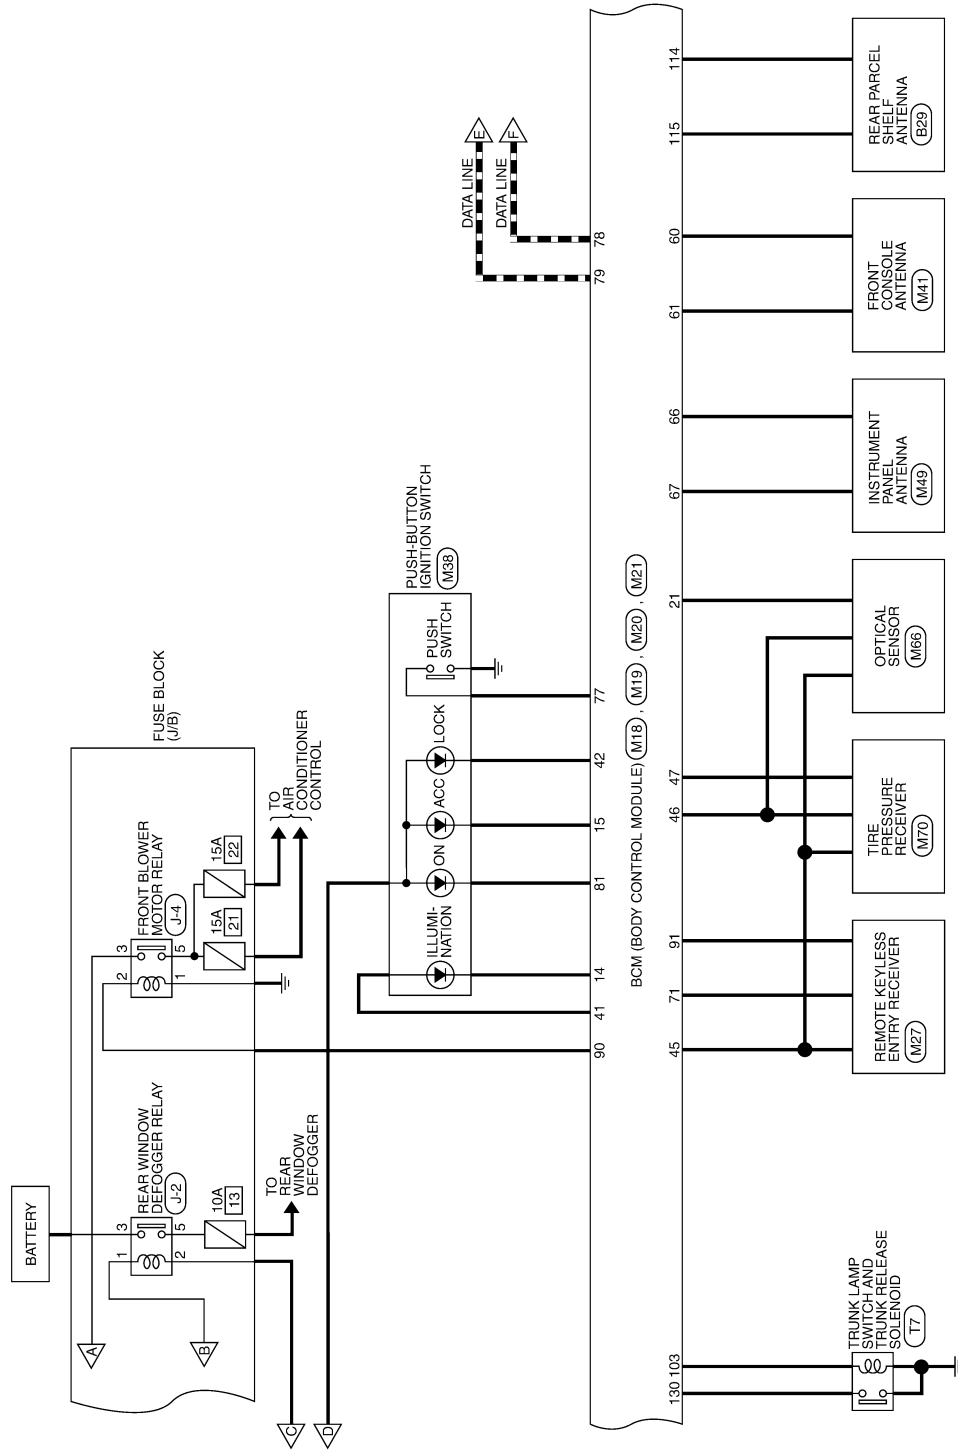 BATTERY
FUSE BLOCK
(J/B)
A
B
C
D
REAR WINDOW
DEFOGGER RELAY
J-2
1
3
2
5
10A
13
TO
REAR
WINDOW
DEFOGGER
FRONT BLOWER
MOTOR RELAY
J-4
2
3
1
5
15A
21
15A
22
TO
AIR
CONDITIONER
CONTROL
PUSH-BUTTON
IGNITION SWITCH
M38
ILLUMI-
NATION
ON
ACC
LOCK
PUSH
SWITCH
DATA LINE
E
DATA LINE
F
90
41
14
81
15
42
77
79
78
BCM (BODY CONTROL MODULE) M18 , M19 , M20 , M21
130
103
45
71
91
46
47
21
67
66
61
60
115
114
TRUNK LAMP
SWITCH AND
TRUNK RELEASE
SOLENOID
T7
REMOTE KEYLESS
ENTRY RECEIVER
M27
TIRE
PRESSURE
RECEIVER
M70
OPTICAL
SENSOR
M66
INSTRUMENT
PANEL
ANTENNA
M49
FRONT
CONSOLE
ANTENNA
M41
REAR PARCEL
SHELF
ANTENNA
B29